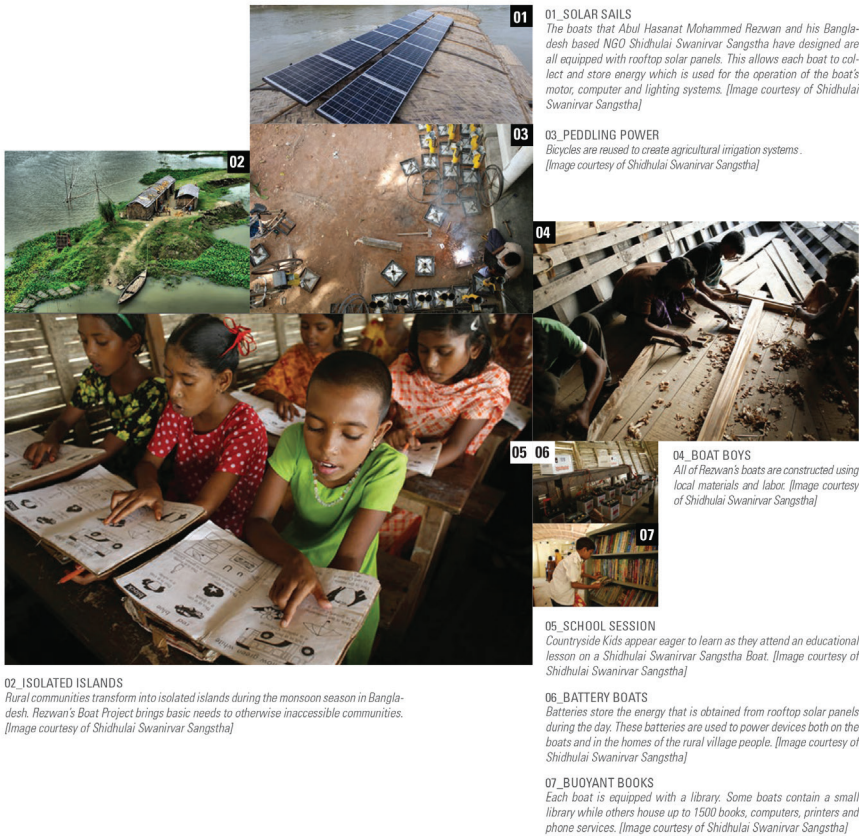 01
01_SOLAR SAILS
The boats that Abul Hasanat Mohammed Rezwan and his Bangla-
desh based NGO Shidhulai Swanirvar Sangstha have designed are
all equipped with rooftop solar panels. This allows each boat to col-
lect and store energy which is used for the operation of the boat's
motor, computer and lighting systems. [Image courtesy of Shidhulai
Swanirvar Sangstha]
03
03_PEDDLING POWER
Bicycles are reused to create agricultural irrigation systems .
[Image courtesy of Shidhulai Swanirvar Sangstha]
02
04
05 06
04_BOAT BOYS
All of Rezwan's boats are constructed using
local materials and labor. [Image courtesy
of Shidhulai Swanirvar Sangstha]
07
05_SCHOOL SESSION
Countryside Kids appear eager to learn as they attend an educational
lesson on a Shidhulai Swanirvar Sangstha Boat. [Image courtesy of
Shidhulai Swanirvar Sangstha]
02_ISOLATED ISLANDS
Rural communities transform into isolated islands during the monsoon season in Bangla-
desh. Rezwan's Boat Project brings basic needs to otherwise inaccessible communities.
[Image courtesy of Shidhulai Swanirvar Sangstha]
06_BATTERY BOATS
Batteries store the energy that is obtained from rooftop solar panels
during the day. These batteries are used to power devices both on the
boats and in the homes of the rural village people. [Image courtesy of
Shidhulai Swanirvar Sangstha]
07_BUOYANT BOOKS
Each boat is equipped with a library. Some boats contain a small
library while others house up to 1500 books, computers, printers and
phone services. [Image courtesy of Shidhulai Swanirvar Sangstha]